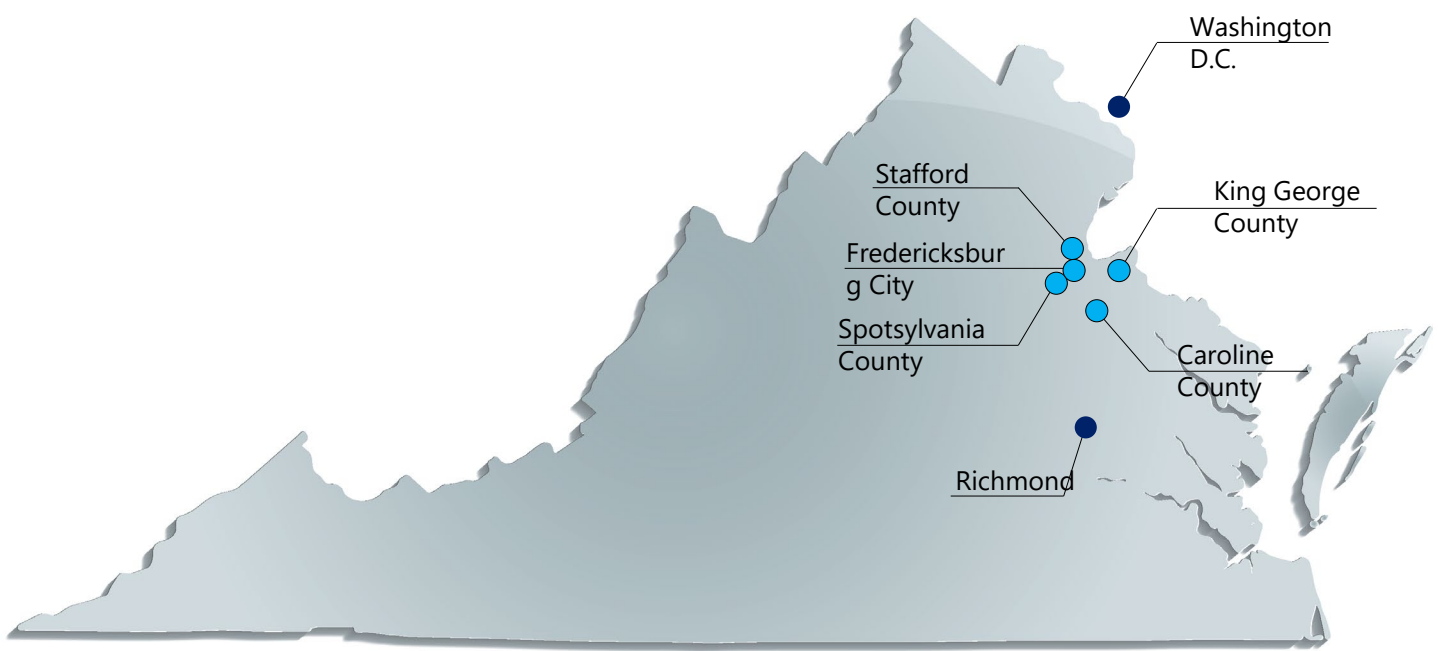 Washington
D.C.
Stafford
County
King George
County
Fredericksbur
g City
Spotsylvania
County
Caroline
County
Richmond